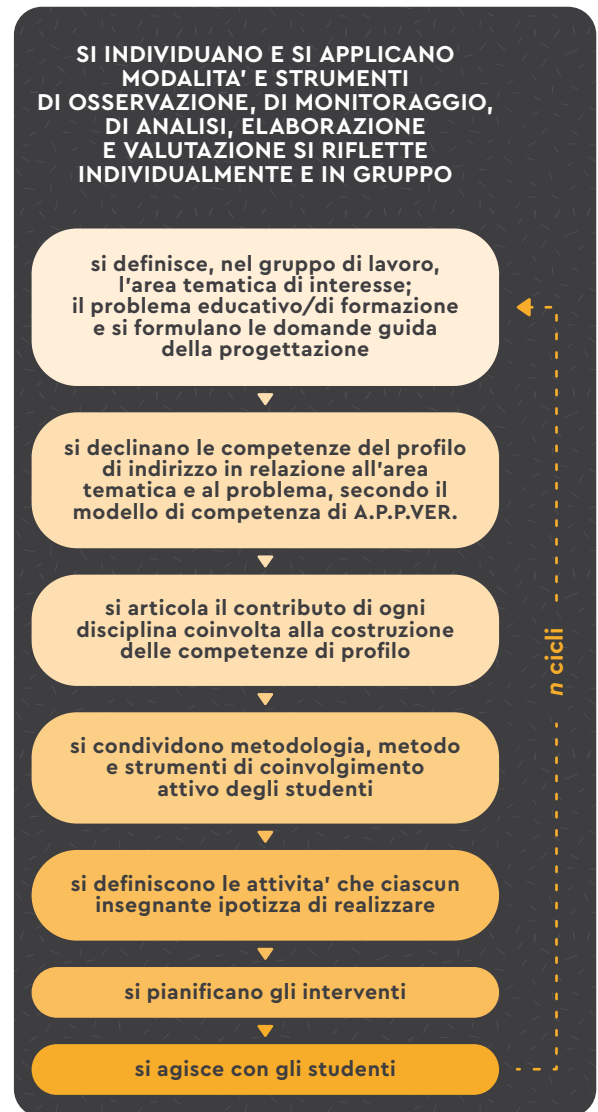 SI INDIVIDUANO E SI APPLICANO
MODALITA' E STRUMENTI
DI OSSERVAZIONE, DI MONITORAGGIO,
DI ANALISI, ELABORAZIONE
E VALUTAZIONE SI RIFLETTE
INDIVIDUALMENTE E IN GRUPPO
si definisce, nel gruppo di lavoro,
l'area tematica di interesse;
il problema educativo/di formazione
e si formulano le domande guida
della progettazione
si declinano le competenze del profilo
di indirizzo in relazione all'area
tematica e al problema, secondo il
modello di competenza di A.P.P.VER.
si articola il contributo di ogni
disciplina coinvolta alla costruzione
delle competenze di profilo
si condividono metodologia, metodo
e strumenti di coinvolgimento
attivo degli studenti
si definiscono le attivita' che ciascun
insegnante ipotizza di realizzare
si pianificano gli interventi
si agisce con gli studenti
n cicli